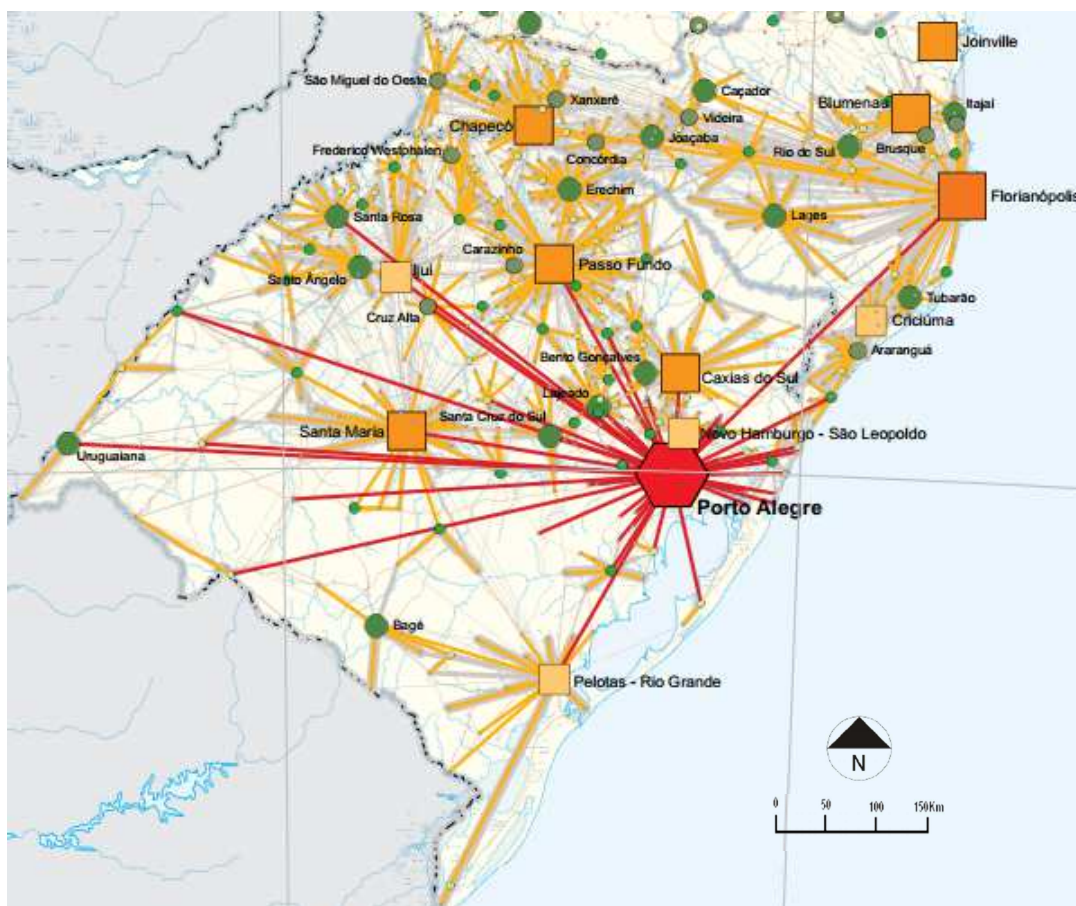 Joinville
São Miguel do Oeste
Caçador
Xanxerê
Blumenau
Itajaí
Chapecó
Videira
Joaçaba
Brusque
Frederico Westphalen
Concórdia
Rio do Sul
Erechim
Florianópolis
Santa Rosa
Lages
Carazinho
Passo Fundo
Ijuí
Santo Ângelo
Tubarão
Cruz Alta
Criciúma
Araranguá
Bento Gonçalves
Caxias do Sul
Lajeado
Santa Cruz do Sul
Santa Maria
Novo Hamburgo - São Leopoldo
Uruguaiana
Porto Alegre
Bagé
Pelotas - Rio Grande
N
0 50 100 150Km